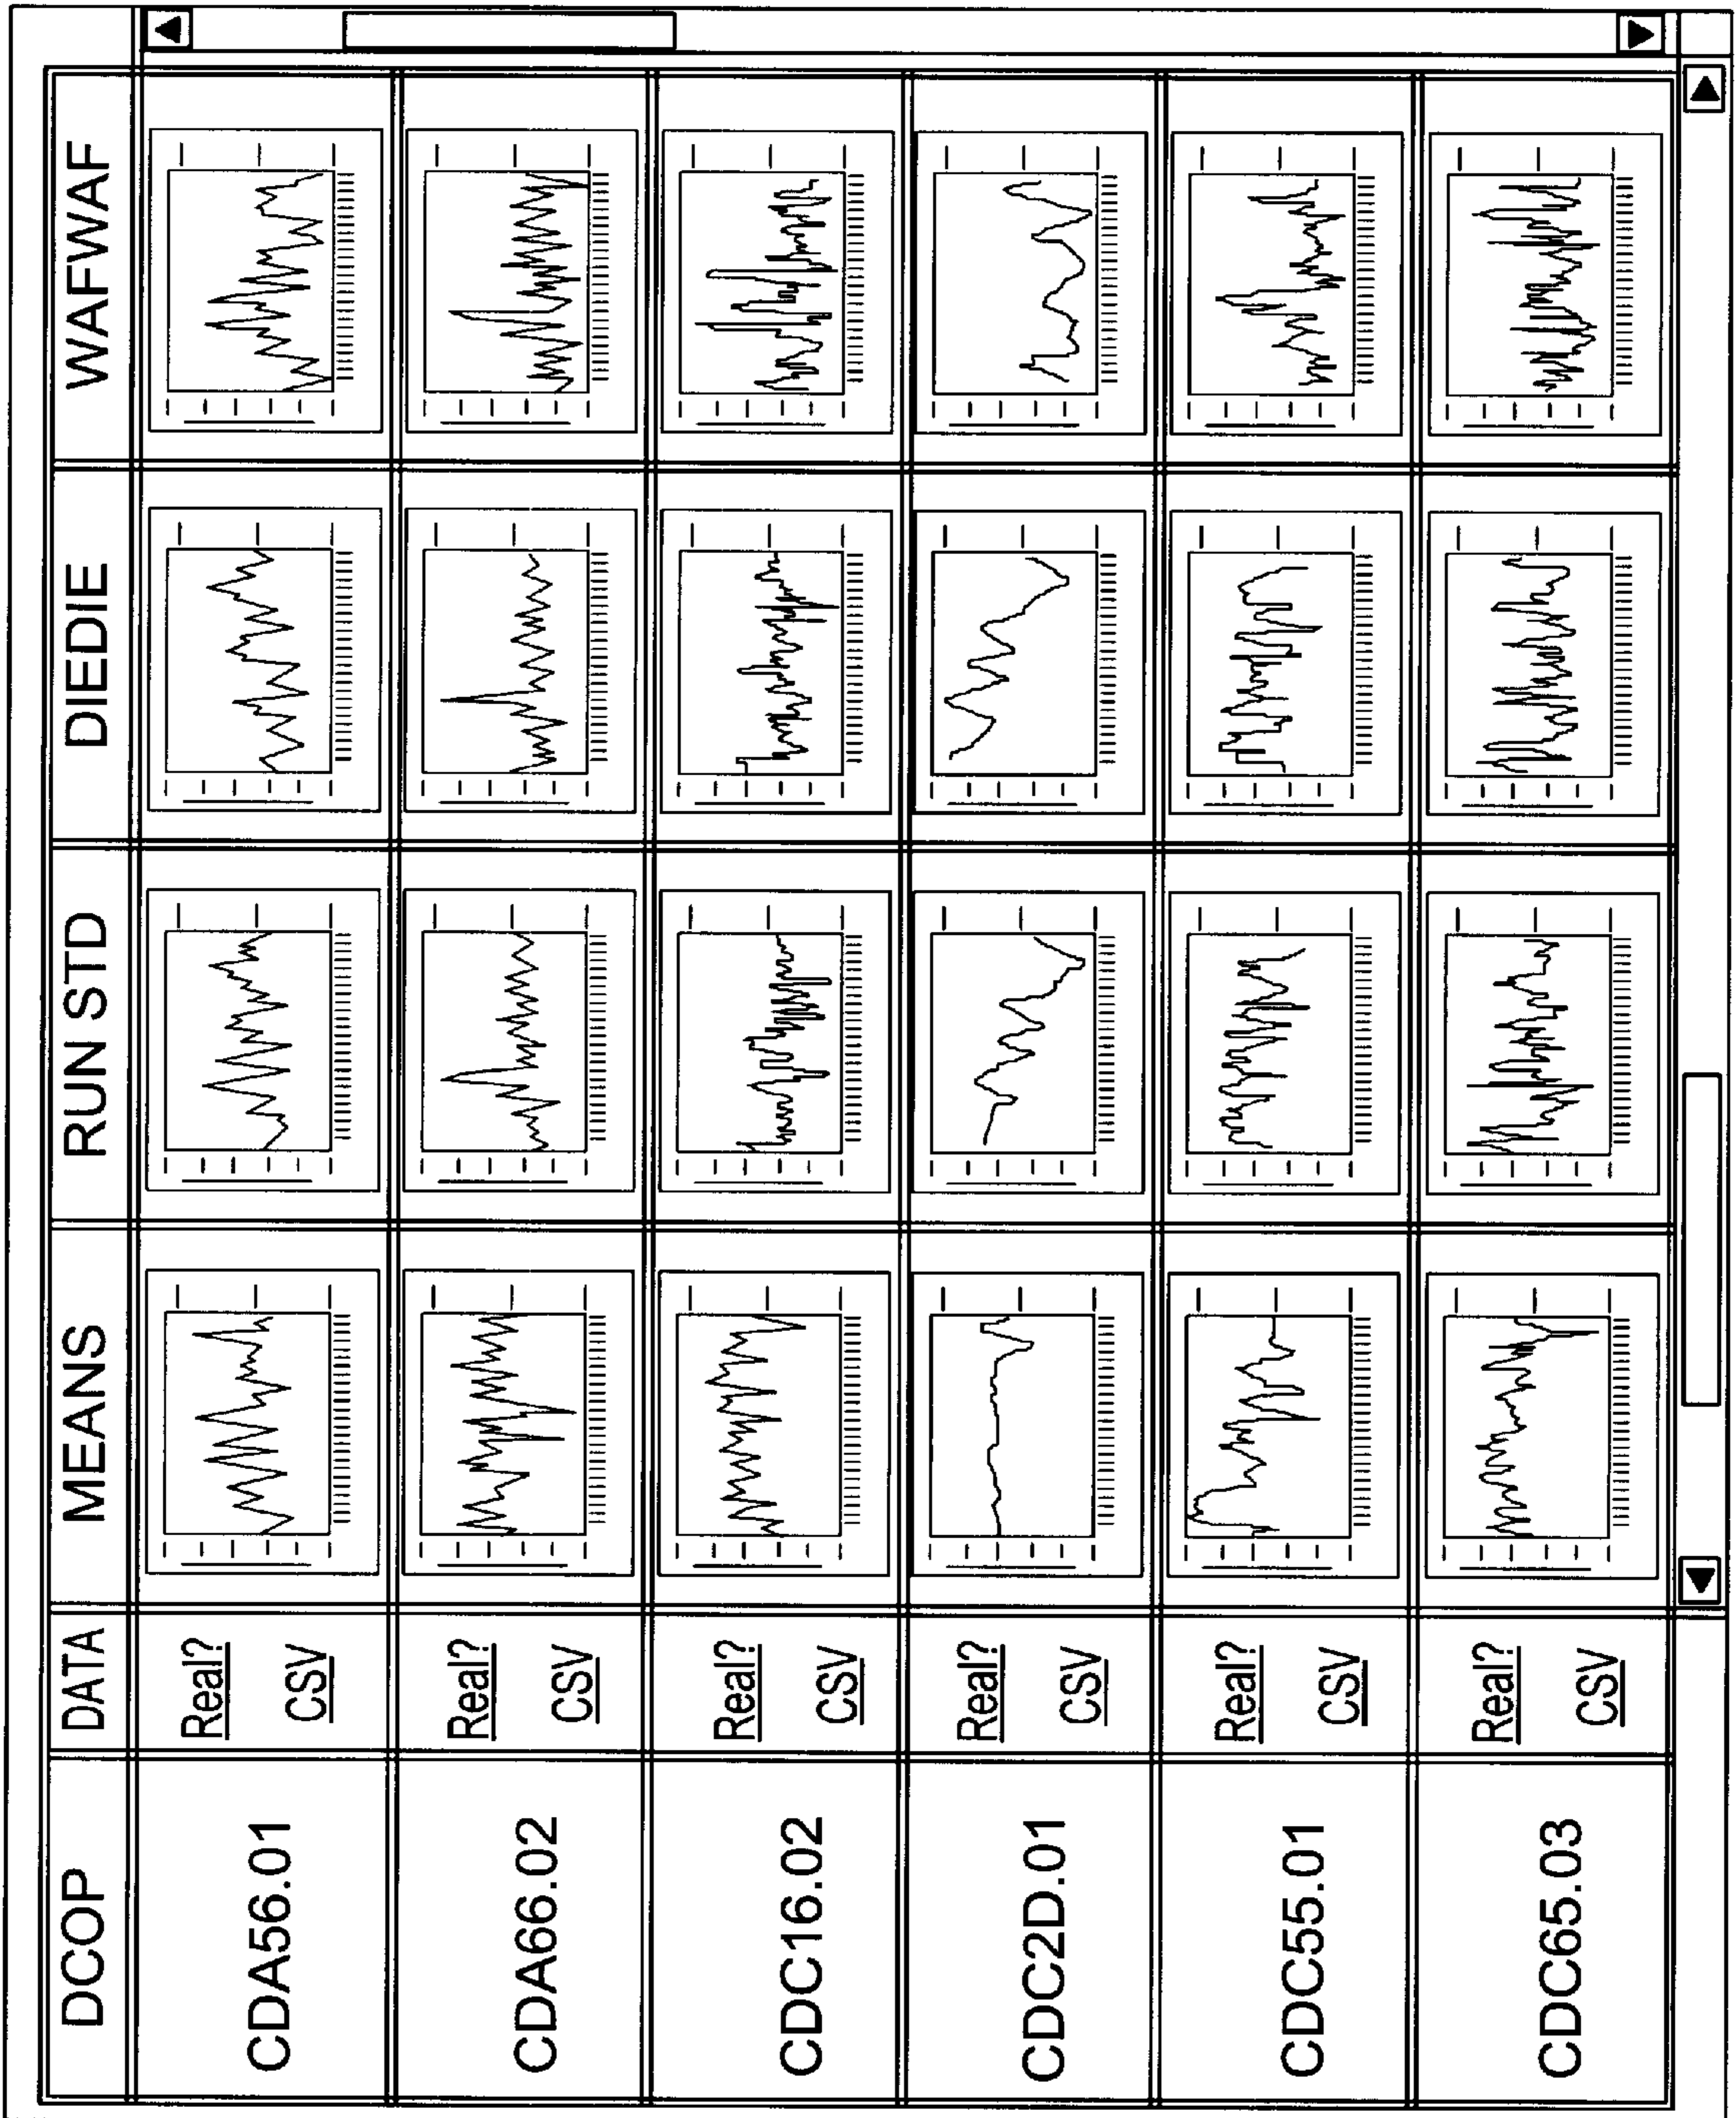 DCOP DATA MEANS RUN STD DIEDIE WAFWAF
CDA56.01 Real?
CSV
CDA66.02 Real?
CSV
CDC16.02 Real?
CSV
CDC2D.01 Real?
CSV
CDC55.01 Real?
CSV
CDC65.03 Real?
CSV